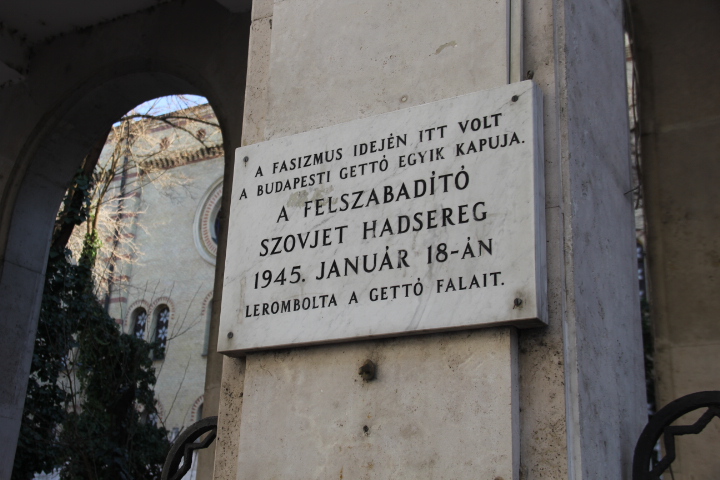 A FASIZMUS IDEJÉN ITT VOLT
A BUDAPESTI GETTÓ EGYIK KAPUJA.
A FELSZABADÍTÓ
SZOVJET HADSEREG
1945. JANUÁR 18-ÁN
LEROMBOLTA A GETTÓ FALAIT.